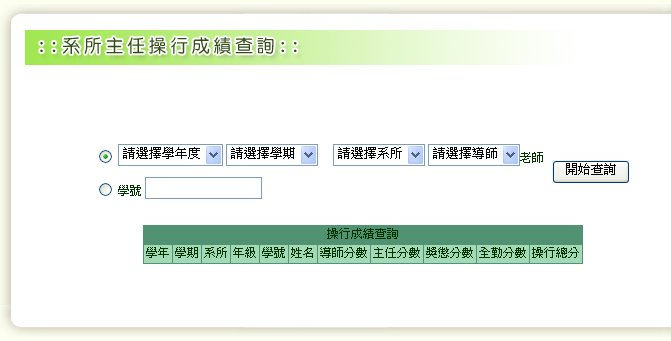 ::系所主任操行成績查詢::
請選擇學年度 請選擇學期 請選擇系所 請選擇導師 老師 開始查詢
學號
操行成績查詢
學年 學期 系所 年級 學號 姓名 導師分數 主任分數 獎懲分數 全勤分數 操行總分